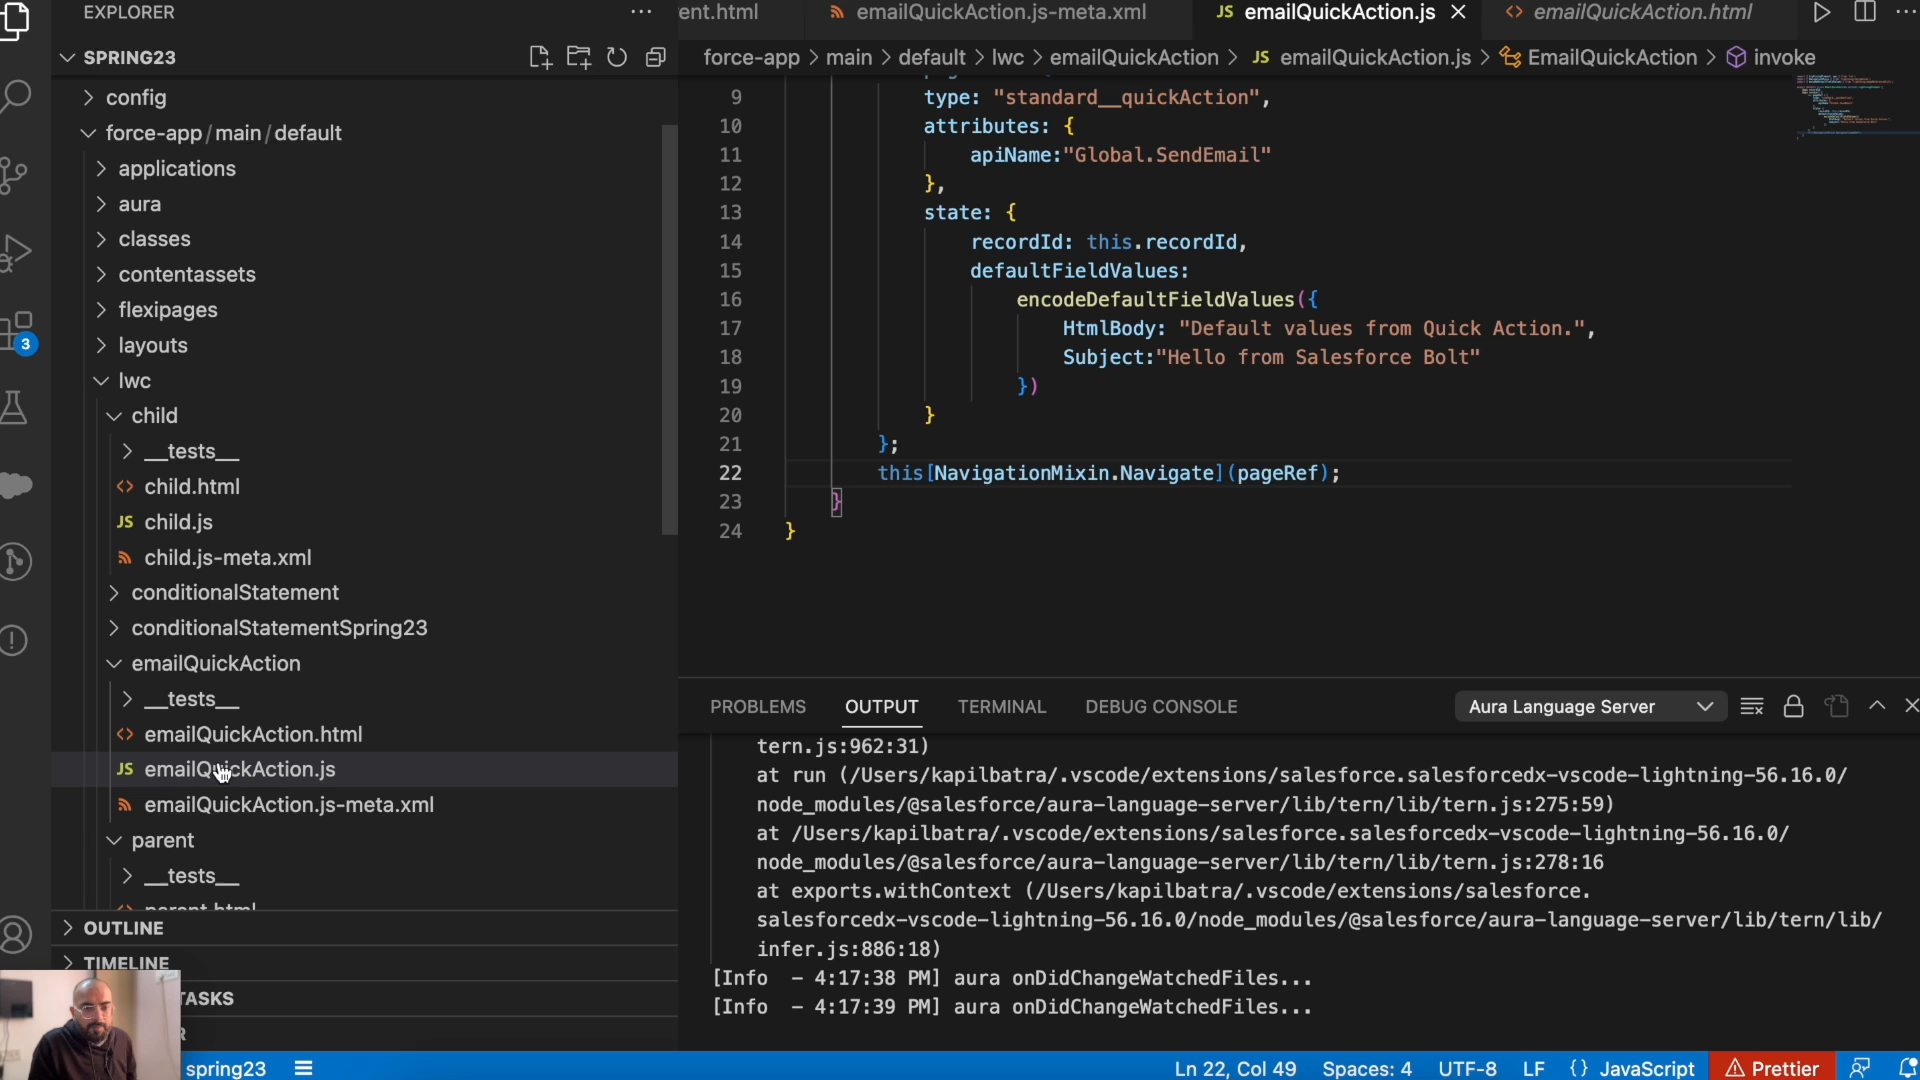 EXPLORER
SPRING23
config
force-app/main/default
applications
aura
classes
contentassets
flexipages
layouts
lwc
child
__tests__
child.html
child.js
child.js-meta.xml
conditionalStatement
conditionalStatementSpring23
emailQuickAction
__tests__
emailQuickAction.html
JS emailQuickAction.js
emailQuickAction.js-meta.xml
parent
__tests__
parent.html
OUTLINE
TIMELINE
TASKS
R
3
ent.html
emailQuickAction.js-meta.xml
JS emailQuickAction.js
emailQuickAction.html
force-app > main > default > lwc > emailQuickAction > JS emailQuickAction.js > EmailQuickAction > invoke
9 type: "standard__quickAction",
10 attributes: {
11 apiName:"Global.SendEmail"
12 },
13 state: {
14 recordId: this.recordId,
15 defaultFieldValues:
16 encodeDefaultFieldValues({
17 HtmlBody: "Default values from Quick Action.",
18 Subject:"Hello from Salesforce Bolt"
19 })
20 }
21 };
22 this[NavigationMixin.Navigate](pageRef);
23 }
24 }
PROBLEMS OUTPUT TERMINAL DEBUG CONSOLE Aura Language Server
tern.js:962:31)
at run (/Users/kapilbatra/.vscode/extensions/salesforce.salesforcedx-vscode-lightning-56.16.0/
node_modules/@salesforce/aura-language-server/lib/tern/lib/tern.js:275:59)
at /Users/kapilbatra/.vscode/extensions/salesforce.salesforcedx-vscode-lightning-56.16.0/
node_modules/@salesforce/aura-language-server/lib/tern/lib/tern.js:278:16
at exports.withContext (/Users/kapilbatra/.vscode/extensions/salesforce.
salesforcedx-vscode-lightning-56.16.0/node_modules/@salesforce/aura-language-server/lib/tern/lib/
infer.js:886:18)
[Info - 4:17:38 PM] aura onDidChangeWatchedFiles...
[Info - 4:17:39 PM] aura onDidChangeWatchedFiles...
spring23 Ln 22, Col 49 Spaces: 4 UTF-8 LF {} JavaScript Prettier